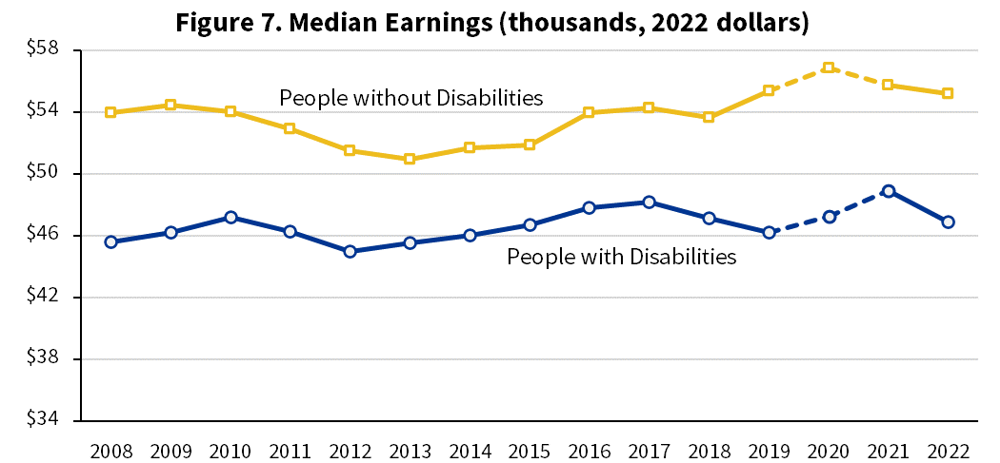 Figure 7. Median Earnings (thousands, 2022 dollars)
$58
People without Disabilities
$54
$50
$46
People with Disabilities
$42
$38
$34
2008 2009 2010 2011 2012 2013 2014 2015 2016 2017 2018 2019 2020 2021 2022